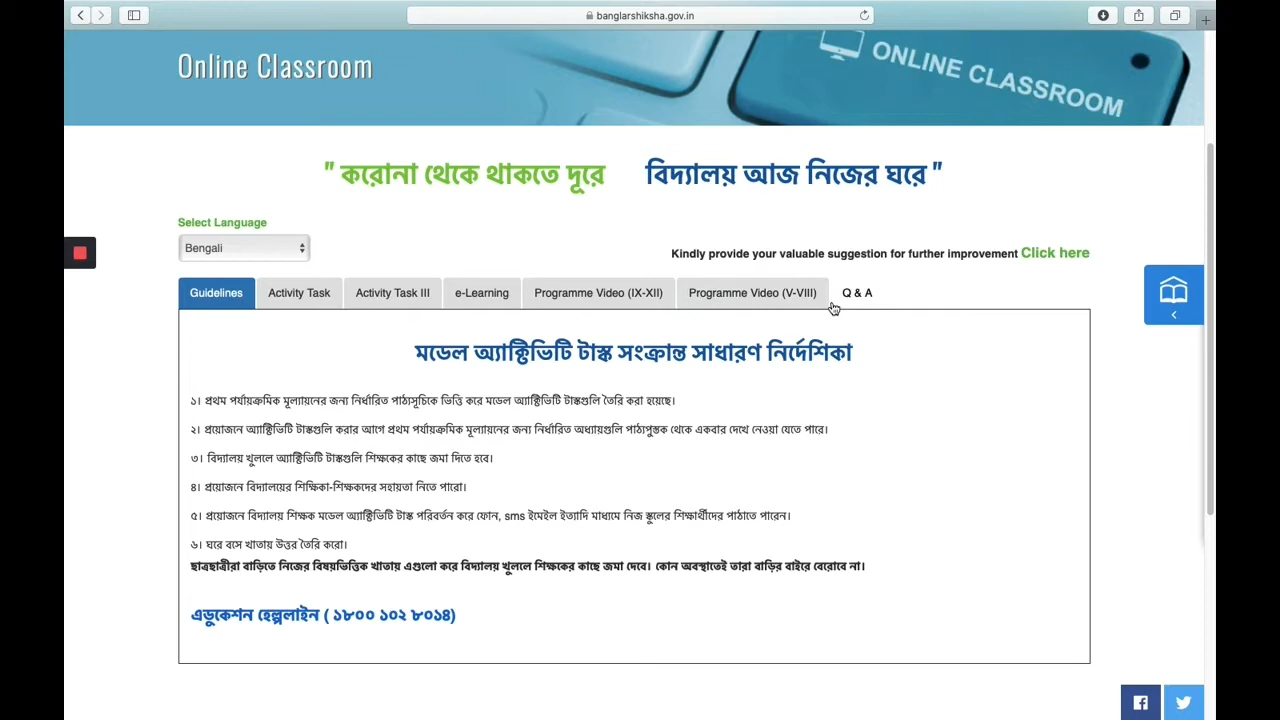 banglarshiksha.gov.in
Online Classroom
ONLINE CLASSROOM
" করোনা থেকে থাকতে দূরে বিদ্যালয় আজ নিজের ঘরে "
Select Language
Bengali
Kindly provide your valuable suggestion for further improvement Click here
Guidelines Activity Task Activity Task III e-Learning Programme Video (IX-XII) Programme Video (V-VIII) Q & A
মডেল অ্যাক্টিভিটি টাস্ক সংক্রান্ত সাধারণ নির্দেশিকা
১। প্রথম পর্যায়ক্রমিক মূল্যায়নের জন্য নির্ধারিত পাঠ্যসূচিকে ভিত্তি করে মডেল অ্যাক্টিভিটি টাস্কগুলি তৈরি করা হয়েছে।
২। প্রয়োজনে অ্যাক্টিভিটি টাস্কগুলি করার আগে প্রথম পর্যায়ক্রমিক মূল্যায়নের জন্য নির্ধারিত অধ্যায়গুলি পাঠ্যপুস্তক থেকে একবার দেখে নেওয়া যেতে পারে।
৩। বিদ্যালয় খুললে অ্যাক্টিভিটি টাস্কগুলি শিক্ষকের কাছে জমা দিতে হবে।
৪। প্রয়োজনে বিদ্যালয়ের শিক্ষিকা-শিক্ষকদের সহায়তা নিতে পারো।
৫। প্রয়োজনে বিদ্যালয় শিক্ষক মডেল অ্যাক্টিভিটি টাস্ক পরিবর্তন করে ফোন, sms ইমেইল ইত্যাদি মাধ্যমে নিজ স্কুলের শিক্ষার্থীদের পাঠাতে পারেন।
৬। ঘরে বসে খাতায় উত্তর তৈরি করো।
ছাত্রছাত্রীরা বাড়িতে নিজের বিষয়ভিত্তিক খাতায় এগুলো করে বিদ্যালয় খুললে শিক্ষকের কাছে জমা দেবে। কোন অবস্থাতেই তারা বাড়ির বাইরে বেরোবে না।
এডুকেশন হেল্পলাইন ( ১৮০০ ১০২ ৮০১৪)